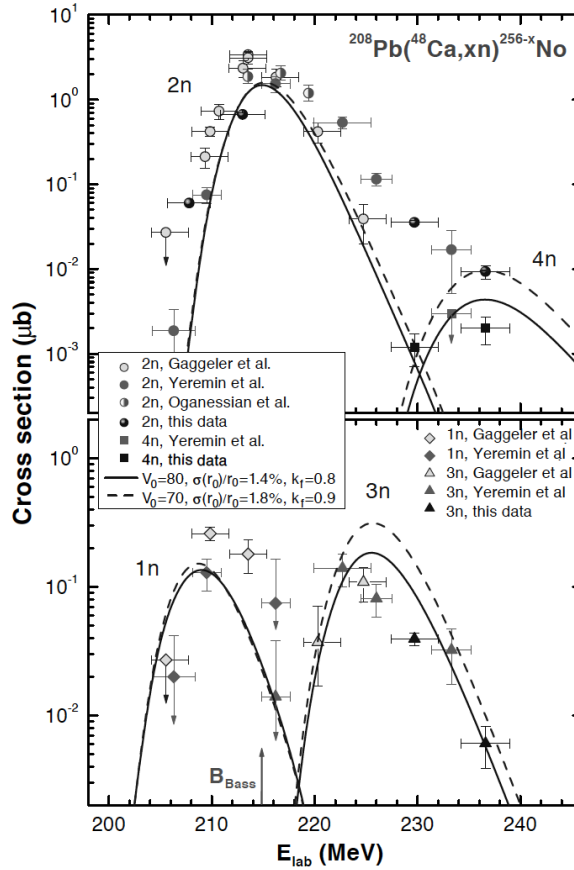 ²⁰⁸Pb(⁴⁸Ca,xn)²⁵⁶⁻ˣNo
10¹
2n
10⁰
10⁻¹
10⁻²
4n
10⁻³
Cross section (μb)
2n, Gaggeler et al.
2n, Yeremin et al.
2n, Oganessian et al.
2n, this data
4n, Yeremin et al.
4n, this data
V₀=80, σ(r₀)/r₀=1.4%, k_f=0.8
V₀=70, σ(r₀)/r₀=1.8%, k_f=0.9
1n, Gaggeler et al
1n, Yeremin et al
3n, Gaggeler et al
3n, Yeremin et al
3n, this data
10⁰
3n
1n
10⁻¹
10⁻²
B_Bass
200 210 220 230 240
E_lab (MeV)